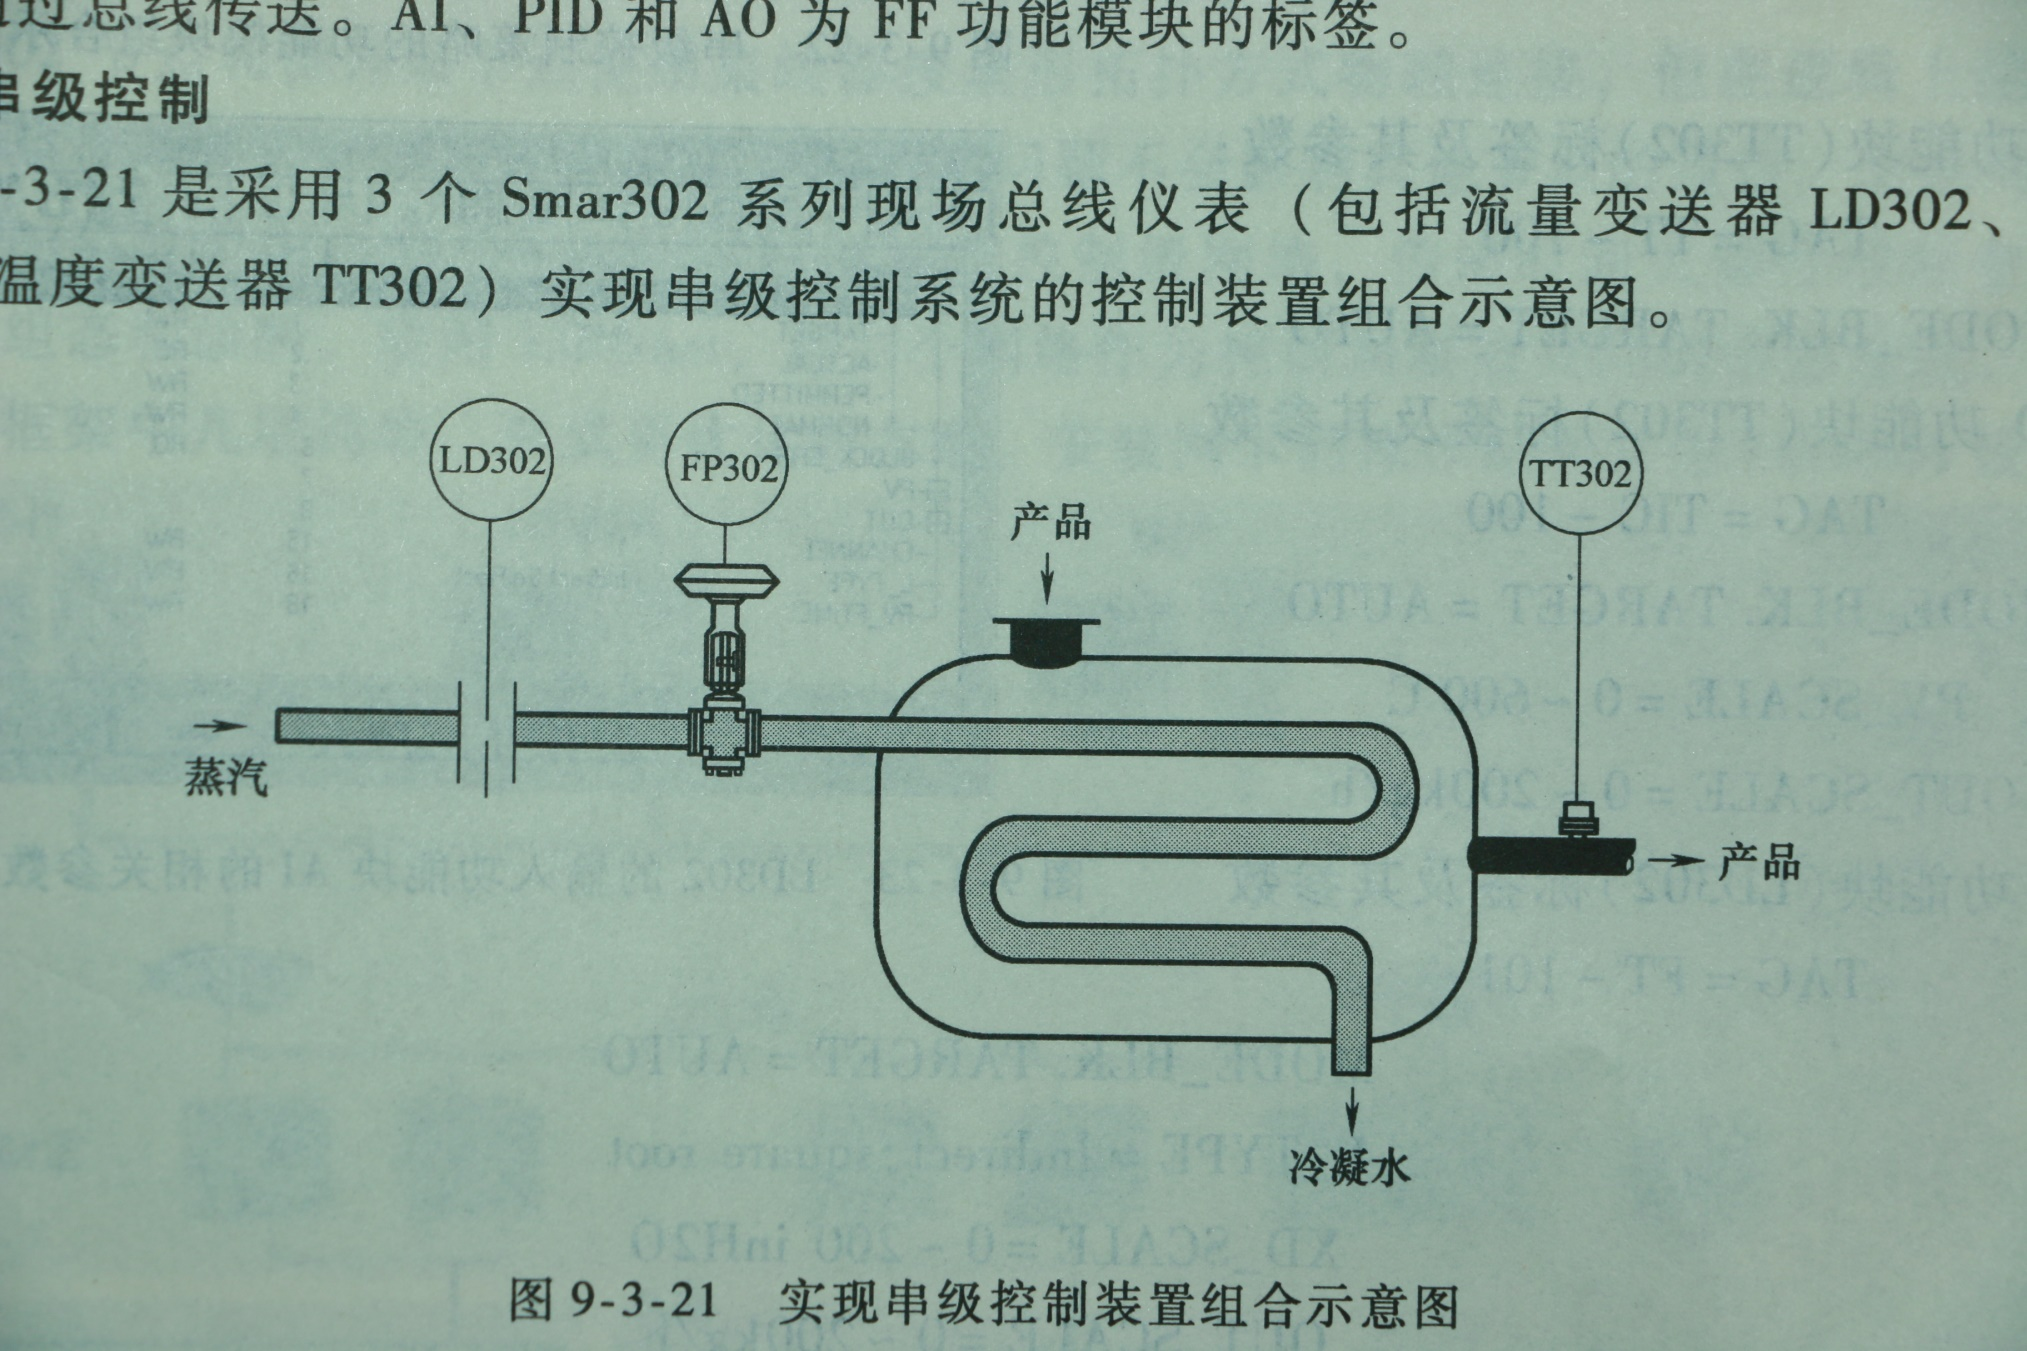 过总线传送。AI、PID 和 AO 为 FF 功能模块的标签。
串级控制
-3-21 是采用 3 个 Smar302 系列现场总线仪表（包括流量变送器 LD302、
温度变送器 TT302）实现串级控制系统的控制装置组合示意图。
LD302
FP302
TT302
产品
蒸汽
产品
冷凝水
图 9-3-21 实现串级控制装置组合示意图